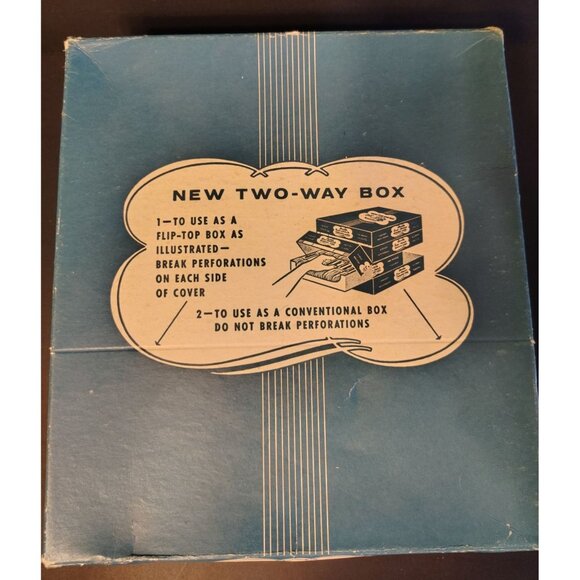 NEW TWO-WAY BOX
1—TO USE AS A
FLIP-TOP BOX AS
ILLUSTRATED—
BREAK PERFORATIONS
ON EACH SIDE
OF COVER
2—TO USE AS A CONVENTIONAL BOX
DO NOT BREAK PERFORATIONS